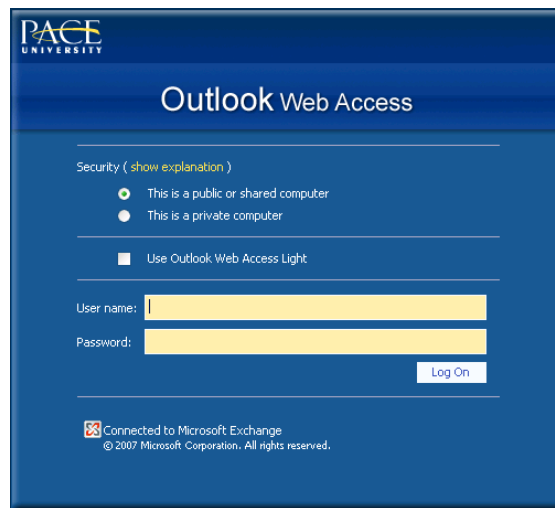 PACE
UNIVERSITY
Outlook Web Access
Security ( show explanation )
This is a public or shared computer
This is a private computer
Use Outlook Web Access Light
User name:
Password:
Log On
Connected to Microsoft Exchange
© 2007 Microsoft Corporation. All rights reserved.